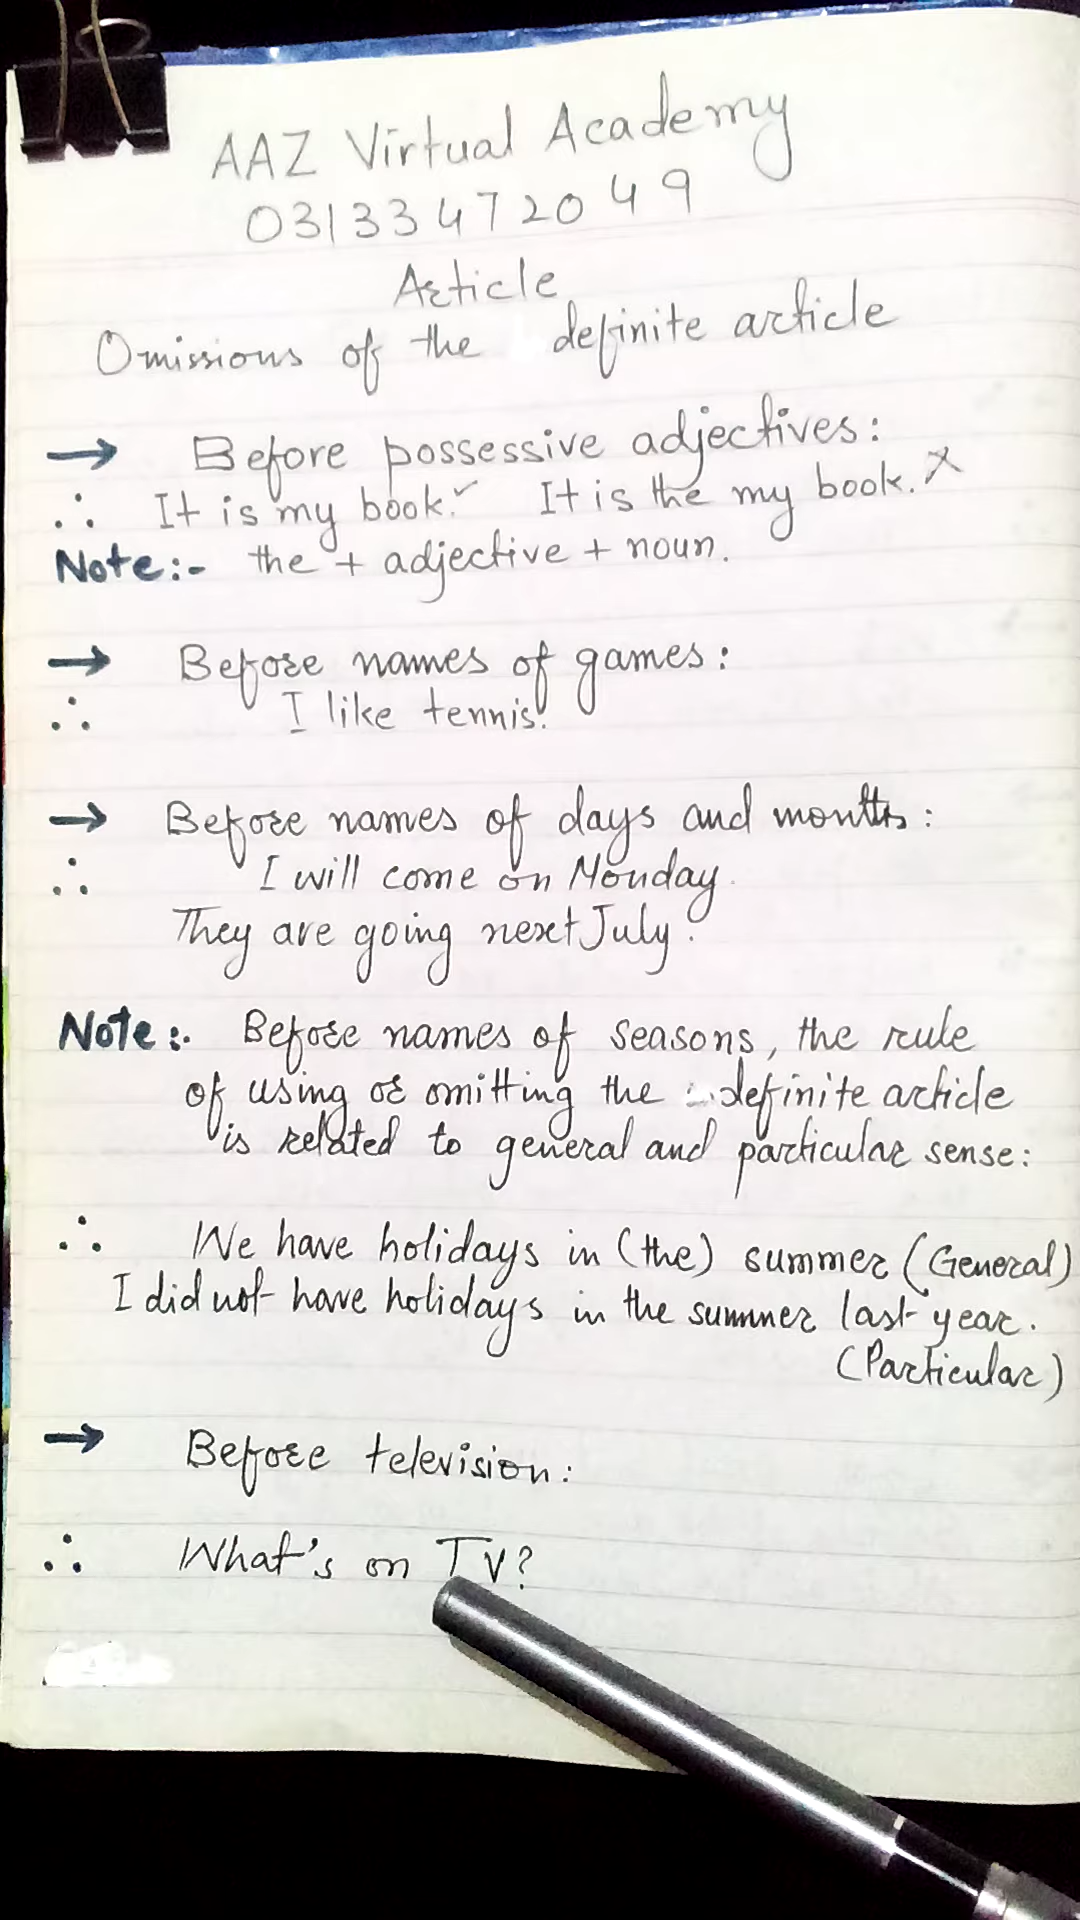 AAZ Virtual Academy
03133472049
Article
Omissions of the definite article
→ Before possessive adjectives:
∴ It is my book.✓ It is the my book.✗
Note:- the + adjective + noun.
→ Before names of games:
∴ I like tennis.
→ Before names of days and months:
∴ I will come on Monday.
They are going next July.
Note:- Before names of seasons, the rule
of using or omitting the definite article
is related to general and particular sense:
∴ We have holidays in (the) summer (General)
I did not have holidays in the summer last year.
(Particular)
→ Before television:
∴ What's on TV?